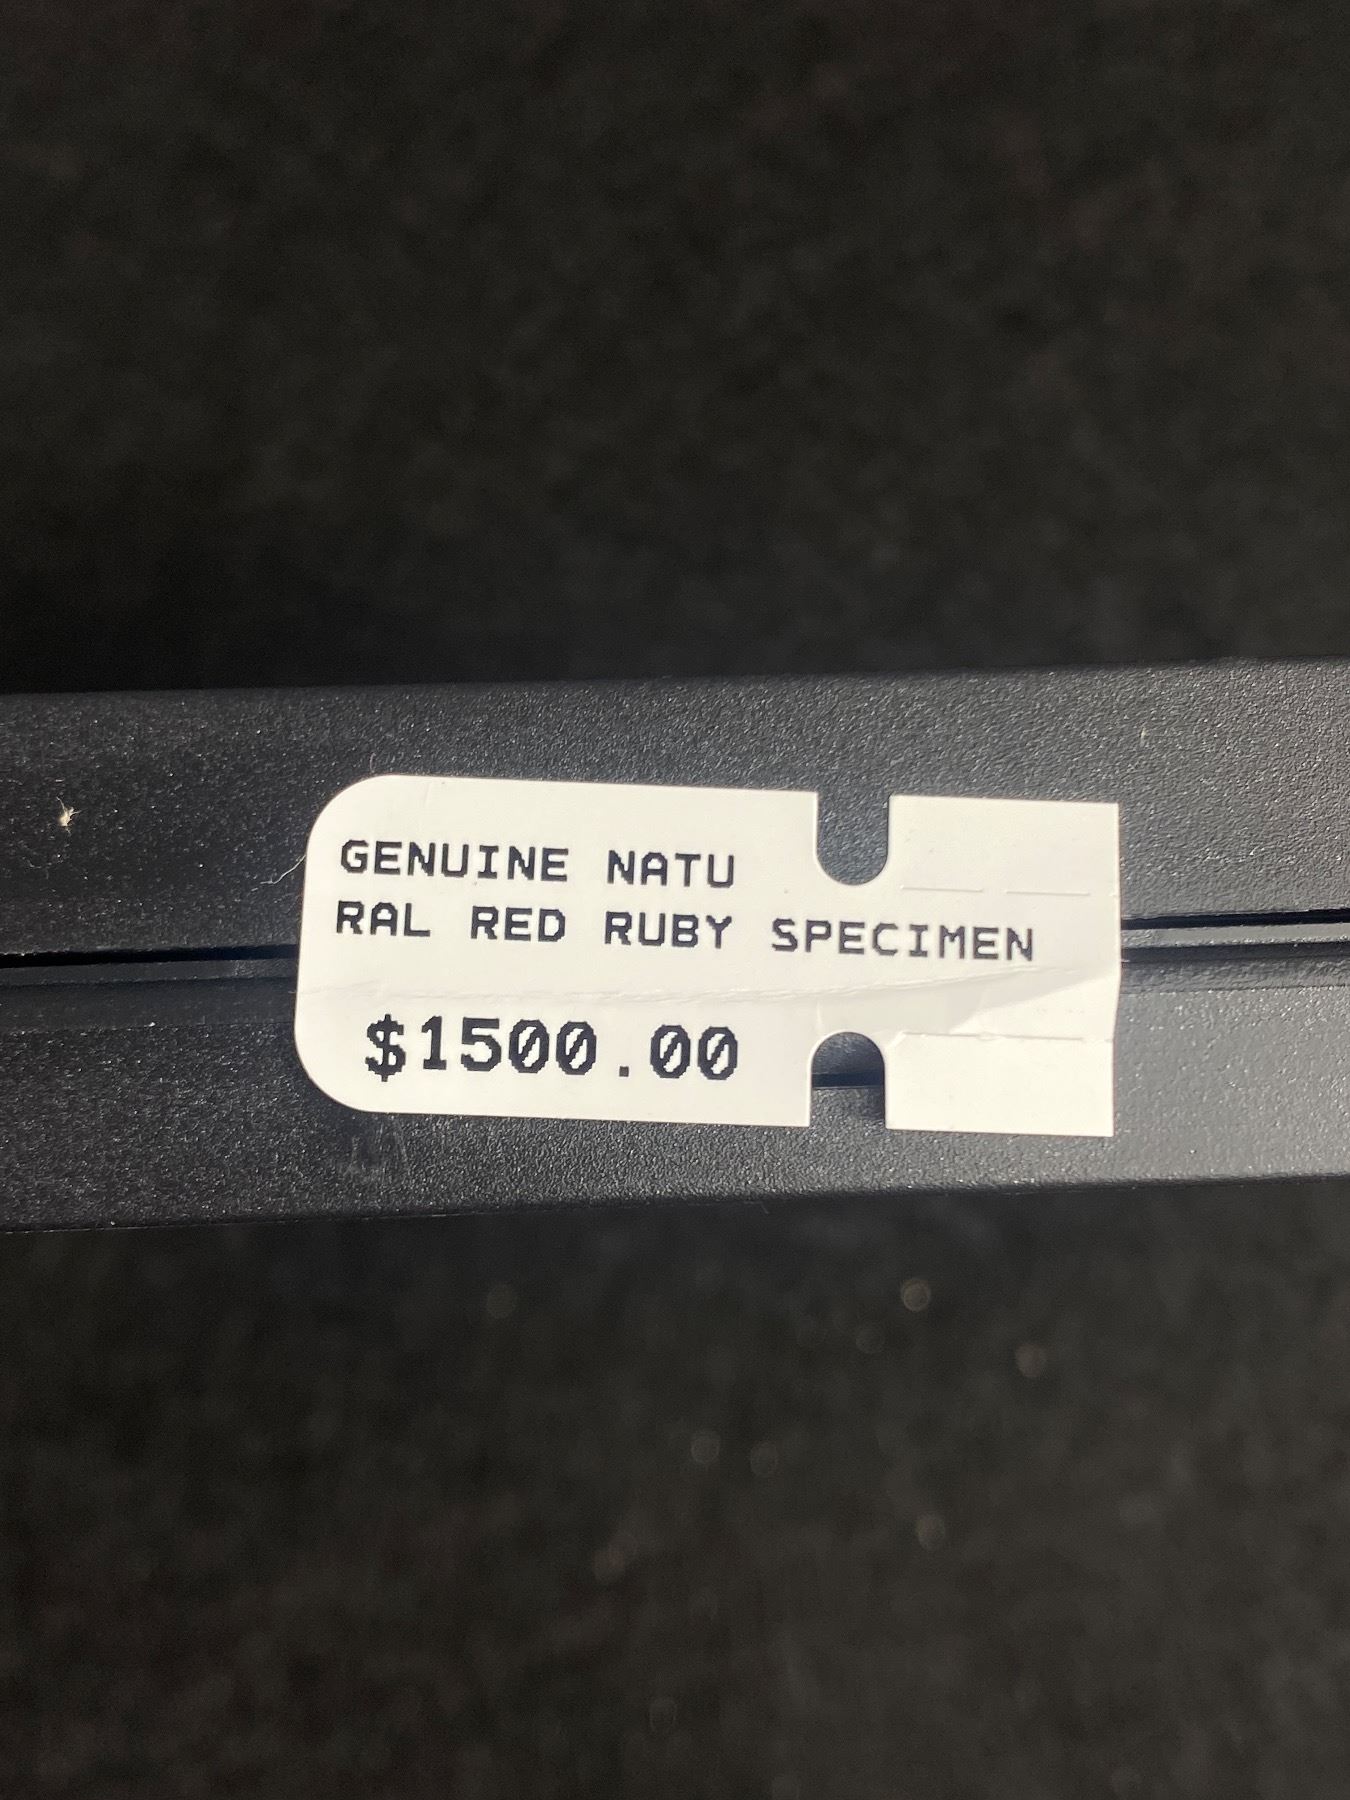 GENUINE NATU
RAL RED RUBY SPECIMEN
$1500.00